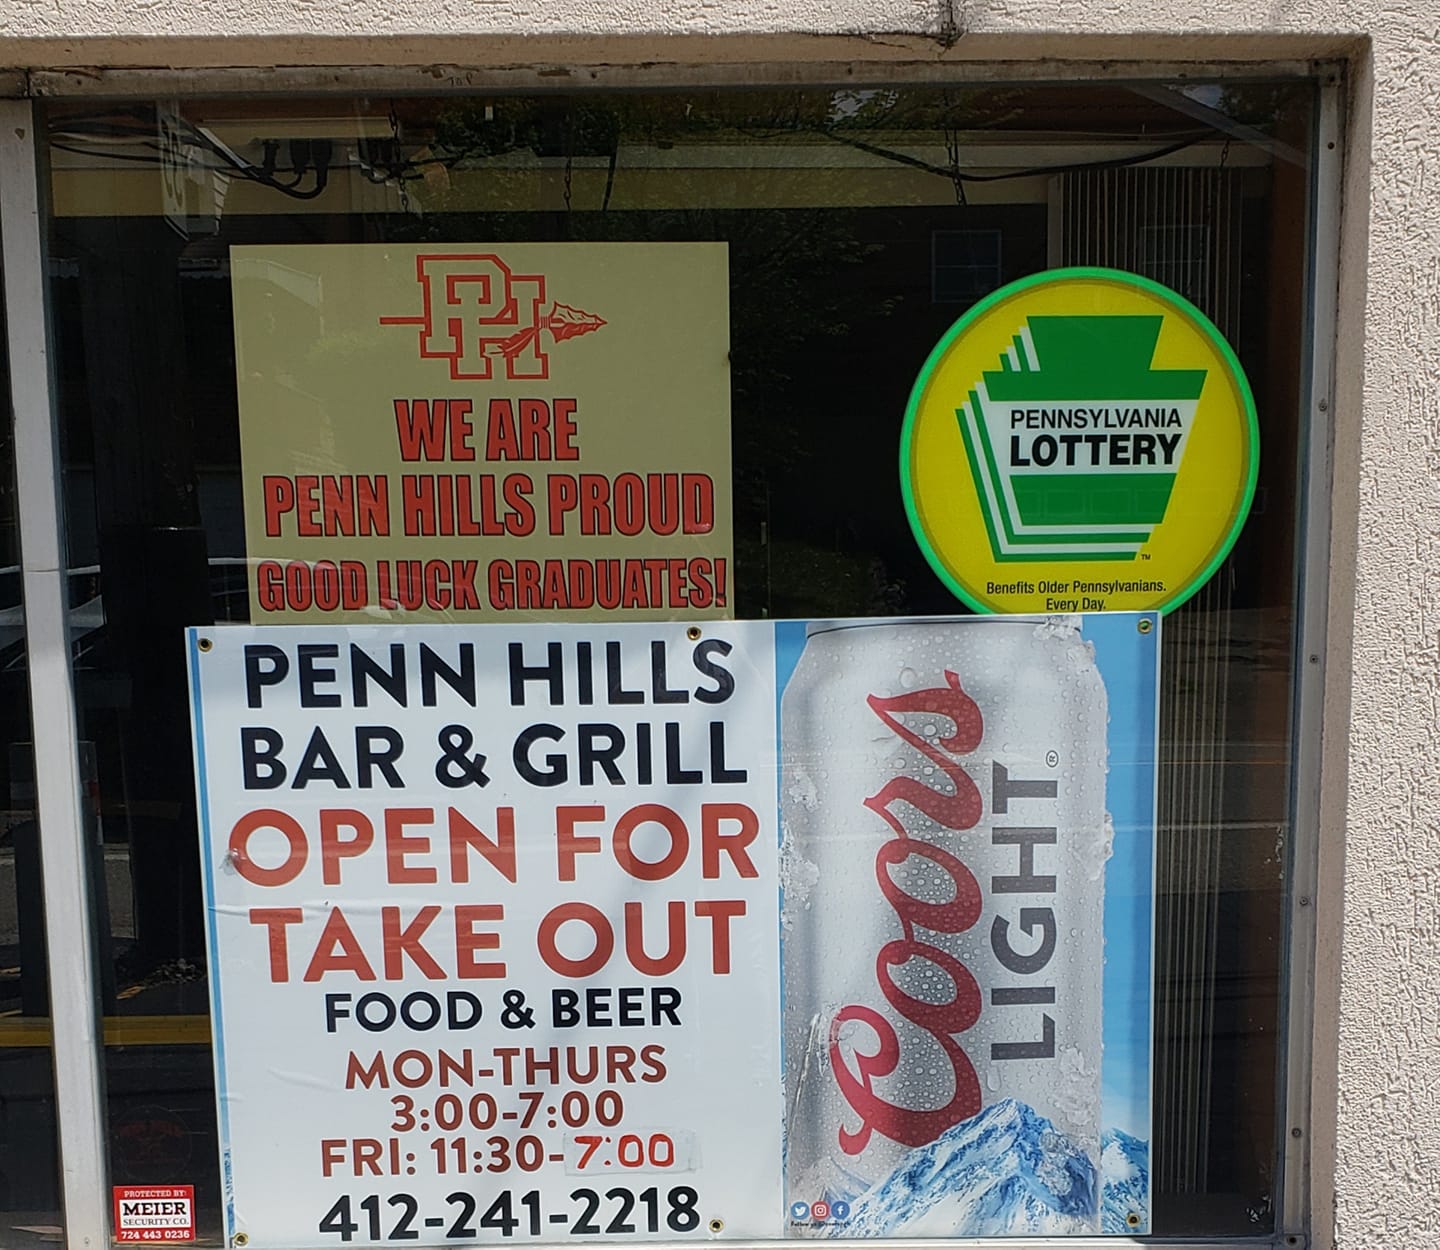 PH
WE ARE
PENN HILLS PROUD
GOOD LUCK GRADUATES!
PENNSYLVANIA
LOTTERY
TM
Benefits Older Pennsylvanians.
Every Day.
PENN HILLS
BAR & GRILL
OPEN FOR
TAKE OUT
FOOD & BEER
MON-THURS
3:00-7:00
FRI: 11:30-7:00
412-241-2218
Coors
LIGHT®
PROTECTED BY:
MEIER
SECURITY CO.
724 443 0236